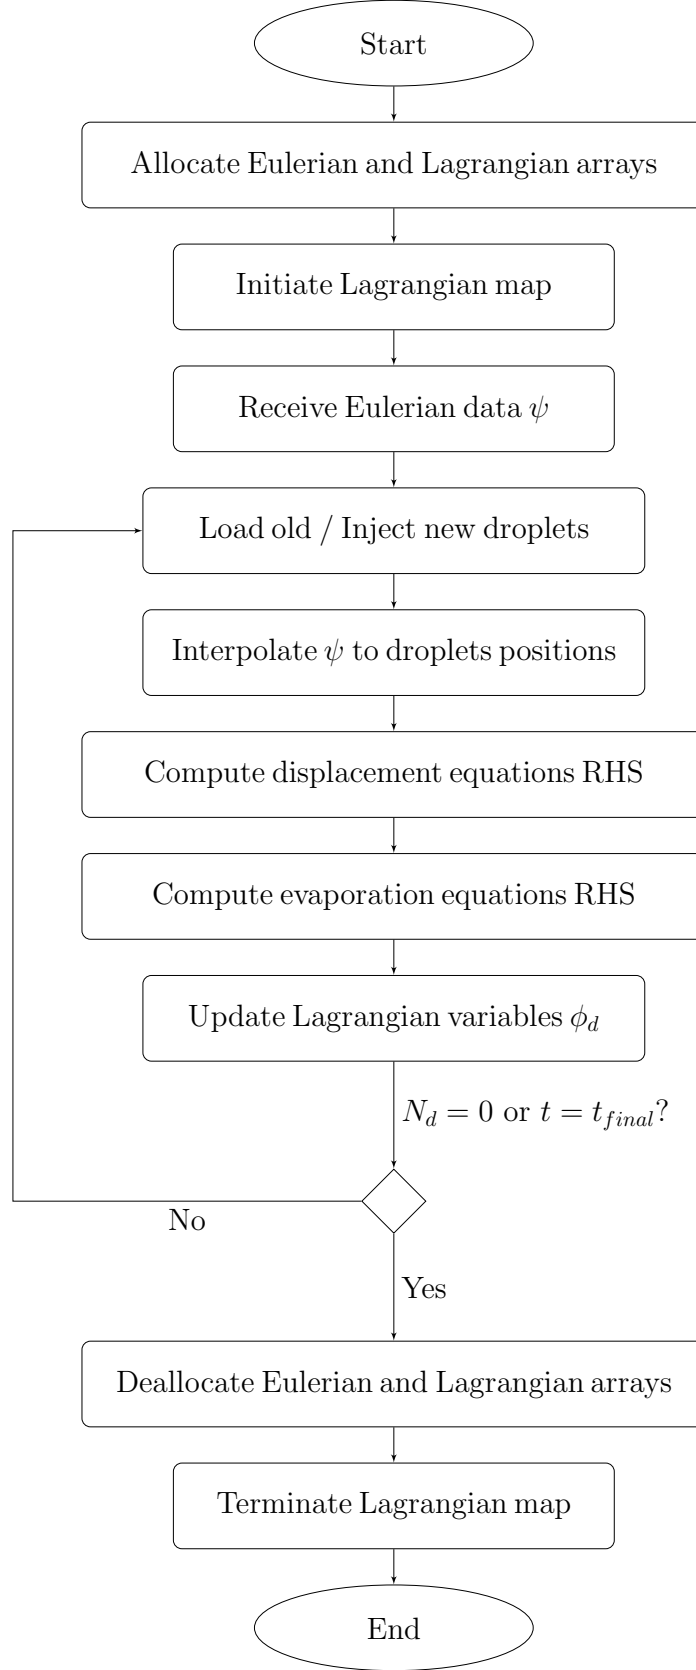 Start
Allocate Eulerian and Lagrangian arrays
Initiate Lagrangian map
Receive Eulerian data ψ
Load old / Inject new droplets
Interpolate ψ to droplets positions
Compute displacement equations RHS
Compute evaporation equations RHS
Update Lagrangian variables ϕ_d
N_d = 0 or t = t_{final}?
No
Yes
Deallocate Eulerian and Lagrangian arrays
Terminate Lagrangian map
End